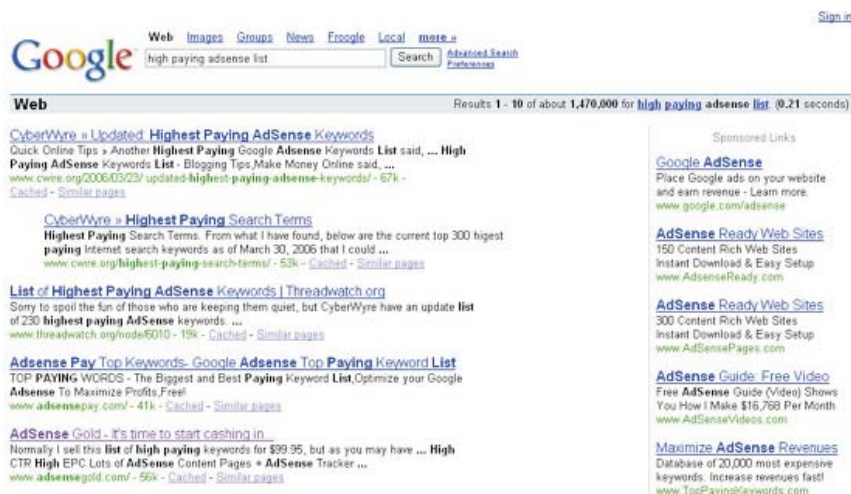 Sign in
Google
Web Images Groups News Froogle Local more »
high paying adsense list
Search
Advanced Search
Preferences
Web
Results 1 - 10 of about 1,470,000 for high paying adsense list. (0.21 seconds)
CyberWyre » Updated: Highest Paying AdSense Keywords
Quick Online Tips » Another Highest Paying Google Adsense Keywords List said, ... High
Paying AdSense Keywords List - Blogging Tips,Make Money Online said, ...
www.cwire.org/2006/03/23/ updated-highest-paying-adsense-keywords/ - 67k -
Cached - Similar pages
CyberWyre » Highest Paying Search Terms
Highest Paying Search Terms. From what I have found, below are the current top 300 higest
paying Internet search keywords as of March 30, 2006 that I could ...
www.cwire.org/highest-paying-search-terms/ - 53k - Cached - Similar pages
List of Highest Paying AdSense Keywords | Threadwatch.org
Sorry to spoil the fun of those who are keeping them quiet, but CyberWyre have an update list
of 230 highest paying AdSense keywords. ...
www.threadwatch.org/node/6010 - 19k - Cached - Similar pages
Adsense Pay Top Keywords- Google Adsense Top Paying Keyword List
TOP PAYING WORDS - The Biggest and Best Paying Keyword List,Optimize your Google
Adsense To Maximize Profits,Free!
www.adsensepay.com/ - 41k - Cached - Similar pages
AdSense Gold - It's time to start cashing in...
Normally I sell this list of high paying keywords for $99.95, but as you may have ... High
CTR High EPC Lots of AdSense Content Pages + AdSense Tracker ...
www.adsensegold.com/ - 56k - Cached - Similar pages
Sponsored Links
Google AdSense
Place Google ads on your website
and earn revenue - Learn more.
www.google.com/adsense
AdSense Ready Web Sites
150 Content Rich Web Sites
Instant Download & Easy Setup
www.AdsenseReady.com
AdSense Ready Web Sites
300 Content Rich Web Sites
Instant Download & Easy Setup
www.AdSensePages.com
AdSense Guide: Free Video
Free AdSense Guide (Video) Shows
You How I Make $16,768 Per Month
www.AdSenseVideos.com
Maximize AdSense Revenues
Database of 20,000 most expensive
keywords. Increase revenues fast!
www.TopPayingKeywords.com